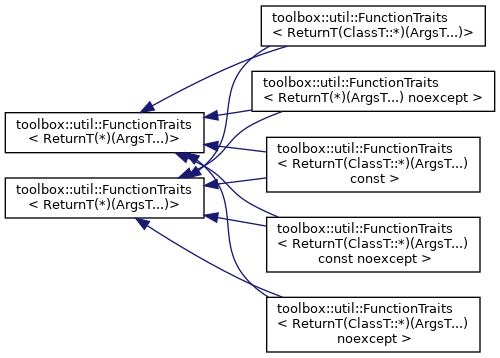 toolbox::util::FunctionTraits
< ReturnT(ClassT::*)(ArgsT...)>
toolbox::util::FunctionTraits
< ReturnT(*)(ArgsT...) noexcept >
toolbox::util::FunctionTraits
< ReturnT(*)(ArgsT...)>
toolbox::util::FunctionTraits
< ReturnT(ClassT::*)(ArgsT...)
const >
toolbox::util::FunctionTraits
< ReturnT(*)(ArgsT...)>
toolbox::util::FunctionTraits
< ReturnT(ClassT::*)(ArgsT...)
const noexcept >
toolbox::util::FunctionTraits
< ReturnT(ClassT::*)(ArgsT...)
noexcept >